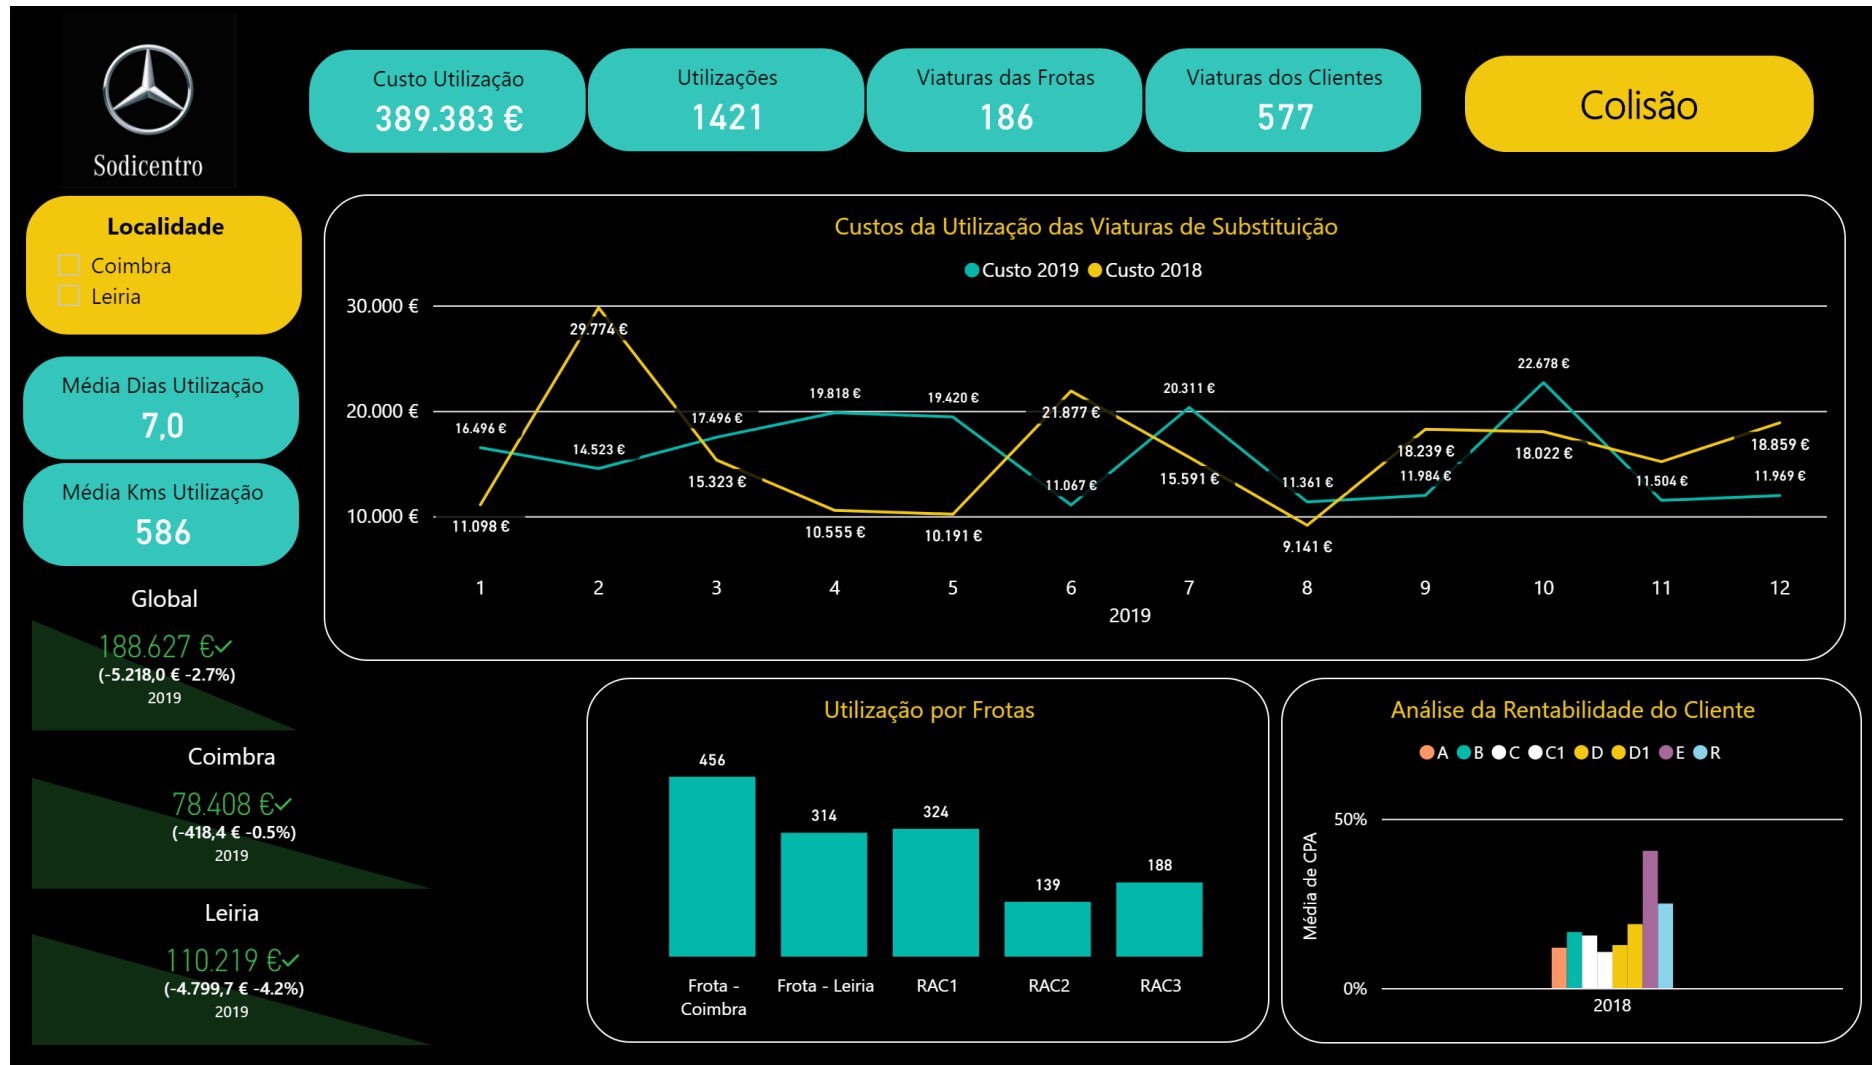 Sodicentro
Custo Utilização
389.383 €
Utilizações
1421
Viaturas das Frotas
186
Viaturas dos Clientes
577
Colisão
Localidade
Coimbra
Leiria
Média Dias Utilização
7,0
Média Kms Utilização
586
Global
188.627 €
(-5.218,0 € -2.7%)
2019
Coimbra
78.408 €
(-418,4 € -0.5%)
2019
Leiria
110.219 €
(-4.799,7 € -4.2%)
2019
Custos da Utilização das Viaturas de Substituição
Custo 2019 Custo 2018
30.000 €
20.000 €
10.000 €
16.496 €
14.523 €
17.496 €
19.818 €
19.420 €
11.067 €
20.311 €
11.361 €
11.984 €
22.678 €
11.504 €
11.969 €
11.098 €
29.774 €
15.323 €
10.555 €
10.191 €
21.877 €
15.591 €
9.141 €
18.239 €
18.022 €
18.859 €
1 2 3 4 5 6 7 8 9 10 11 12
2019
Utilização por Frotas
456
314
324
139
188
Frota -
Coimbra
Frota - Leiria
RAC1
RAC2
RAC3
Análise da Rentabilidade do Cliente
A B C C1 D D1 E R
Média de CPA
50%
0%
2018